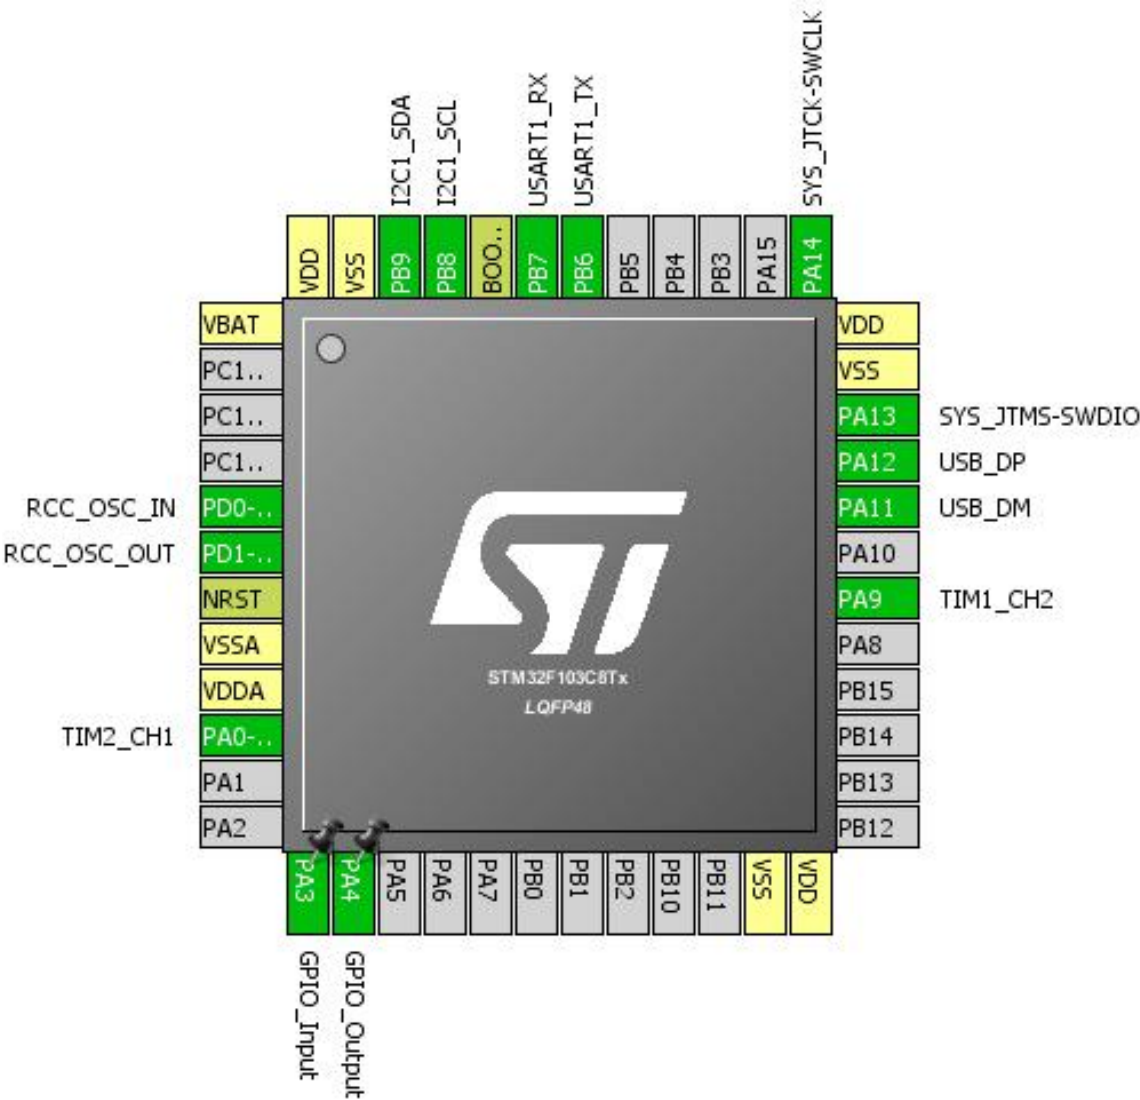 SYS_JTCK-SWCLK
I2C1_SDA
I2C1_SCL
USART1_RX
USART1_TX
VDD
VSS
PB9
PB8
BOO..
PB7
PB6
PB5
PB4
PB3
PA15
PA14
VBAT
VDD
PC1..
VSS
PC1..
PA13
SYS_JTMS-SWDIO
PC1..
PA12
USB_DP
RCC_OSC_IN
PD0-..
PA11
USB_DM
RCC_OSC_OUT
PD1-..
PA10
NRST
PA9
TIM1_CH2
VSSA
PA8
VDDA
PB15
TIM2_CH1
PA0-..
PB14
PA1
PB13
PA2
PB12
ST
STM32F103C8Tx
LQFP48
PA3
PA4
PA5
PA6
PA7
PB0
PB1
PB2
PB10
PB11
VSS
VDD
GPIO_Input
GPIO_Output